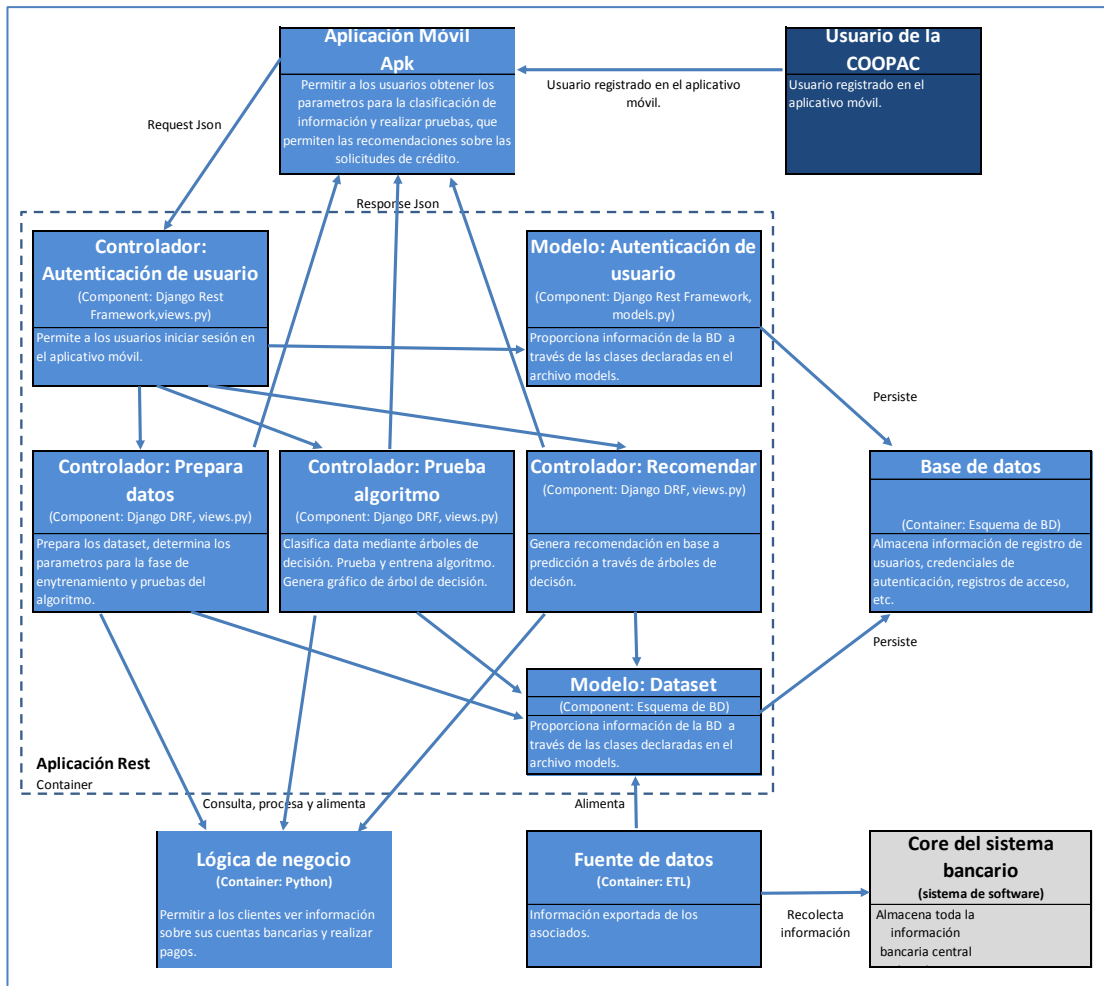 Aplicación Móvil
Apk
Permitir a los usuarios obtener los
parametros para la clasificación de
información y realizar pruebas, que
permiten las recomendaciones sobre las
solicitudes de crédito.
Usuario registrado en el aplicativo
móvil.
Usuario de la
COOPAC
Usuario registrado en el
aplicativo móvil.
Request Json
Response Json
Controlador:
Autenticación de usuario
(Component: Django Rest
Framework,views.py)
Permite a los usuarios iniciar sesión en
el aplicativo móvil.
Modelo: Autenticación de
usuario
(Component: Django Rest Framework,
models.py)
Proporciona información de la BD a
través de las clases declaradas en el
archivo models.
Persiste
Controlador: Prepara
datos
(Component: Django DRF, views.py)
Prepara los dataset, determina los
parametros para la fase de
enytrenamiento y pruebas del
algoritmo.
Controlador: Prueba
algoritmo
(Component: Django DRF, views.py)
Clasifica data mediante árboles de
decisión. Prueba y entrena algoritmo.
Genera gráfico de árbol de decisión.
Controlador: Recomendar
(Component: Django DRF, views.py)
Genera recomendación en base a
predicción a través de árboles de
decisón.
Base de datos
(Container: Esquema de BD)
Almacena información de registro de
usuarios, credenciales de
autenticación, registros de acceso,
etc.
Persiste
Modelo: Dataset
(Component: Esquema de BD)
Proporciona información de la BD a
través de las clases declaradas en el
archivo models.
Aplicación Rest
Container
Consulta, procesa y alimenta
Alimenta
Lógica de negocio
(Container: Python)
Permitir a los clientes ver información
sobre sus cuentas bancarias y realizar
pagos.
Fuente de datos
(Container: ETL)
Información exportada de los
asociados.
Recolecta
información
Core del sistema
bancario
(sistema de software)
Almacena toda la
información
bancaria central